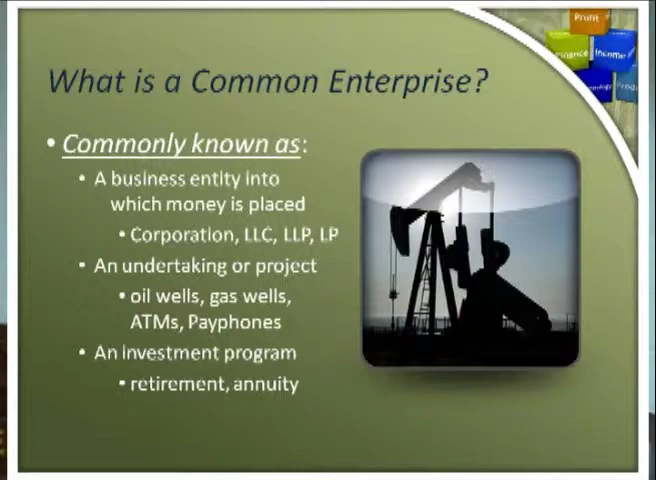 What is a Common Enterprise?
• Commonly known as:
• A business entity into
which money is placed
• Corporation, LLC, LLP, LP
• An undertaking or project
• oil wells, gas wells,
ATMs, Payphones
• An investment program
• retirement, annuity
Profit
Income